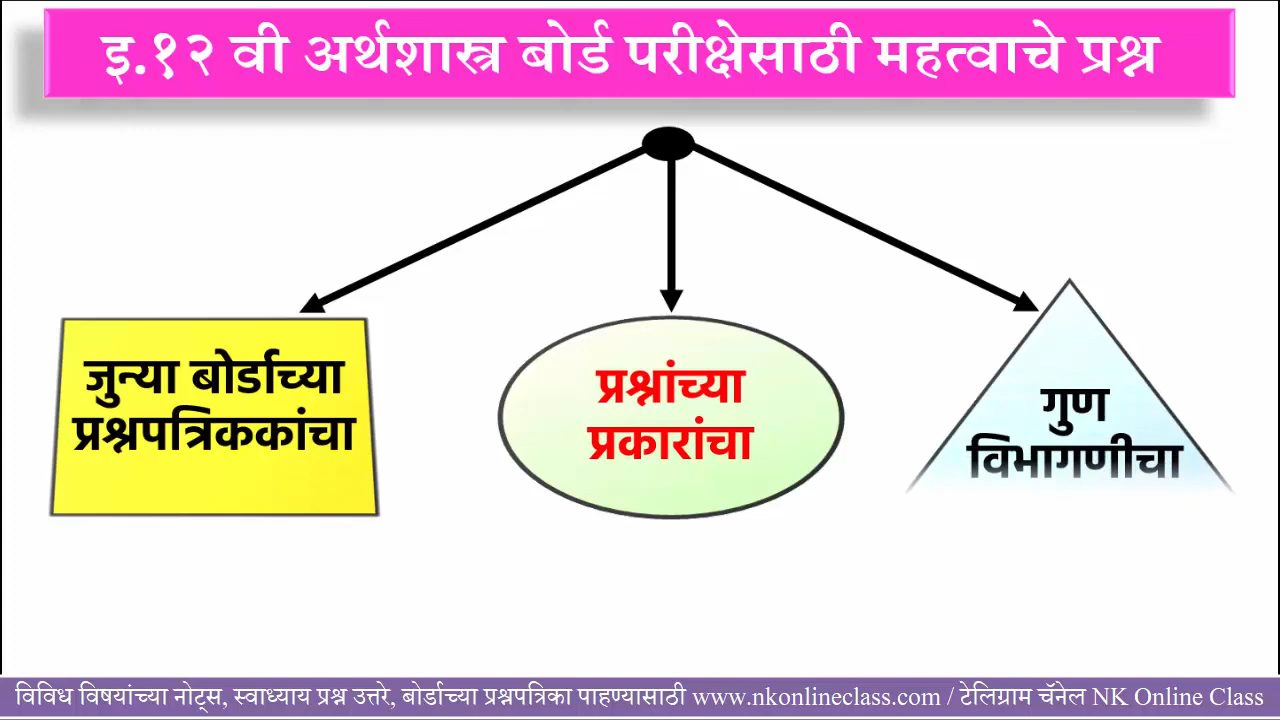 इ.१२ वी अर्थशास्त्र बोर्ड परीक्षेसाठी महत्वाचे प्रश्न
जुन्या बोर्डाच्या
प्रश्नपत्रिककांचा
प्रश्नांच्या
प्रकारांचा
गुण
विभागणीचा
विविध विषयांच्या नोट्स, स्वाध्याय प्रश्न उत्तरे, बोर्डाच्या प्रश्नपत्रिका पाहण्यासाठी www.nkonlineclass.com / टेलिग्राम चॅनेल NK Online Class